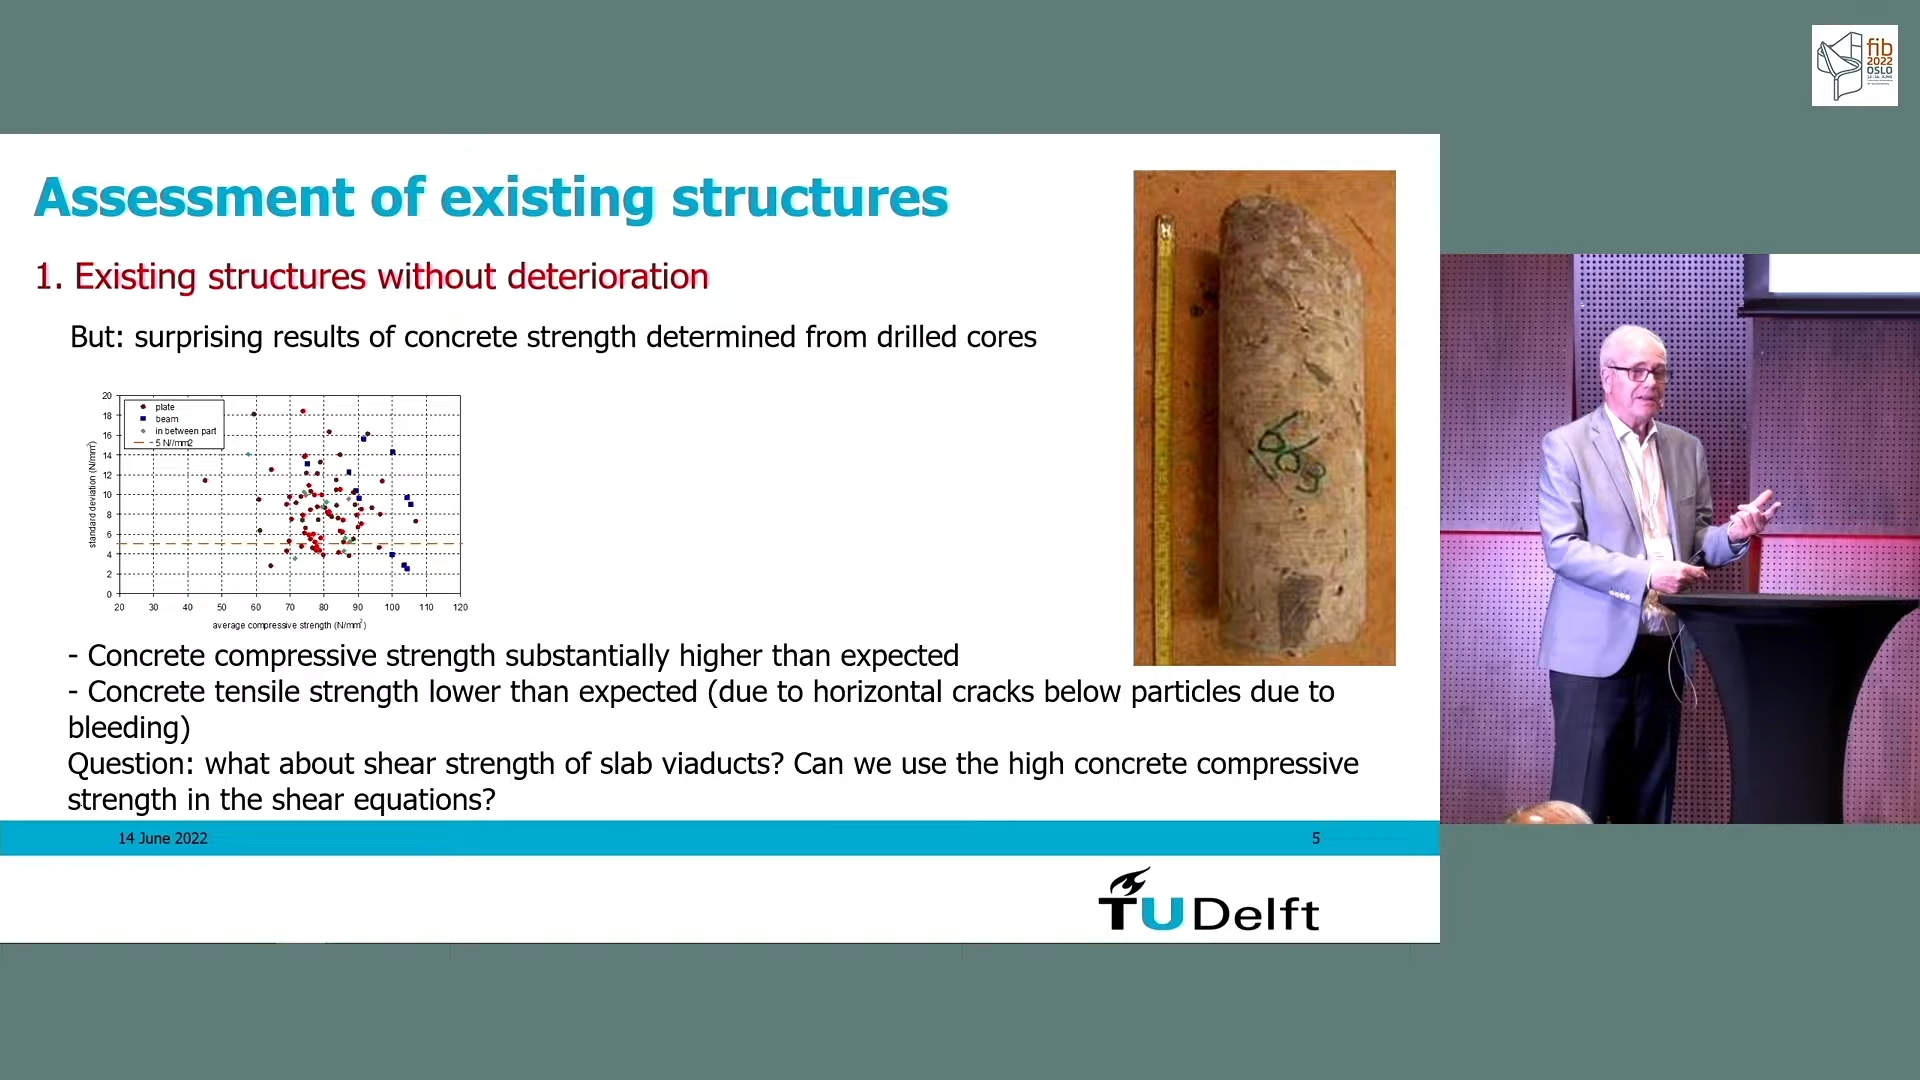 fib
2022
OSLO
Assessment of existing structures
1. Existing structures without deterioration
But: surprising results of concrete strength determined from drilled cores
plate
beam
in between part
5 N//mm2
standard deviation (N/mm²)
20
18
16
14
12
10
8
6
4
2
0
20 30 40 50 60 70 80 90 100 110 120
average compressive strength (N/mm²)
- Concrete compressive strength substantially higher than expected
- Concrete tensile strength lower than expected (due to horizontal cracks below particles due to
bleeding)
Question: what about shear strength of slab viaducts? Can we use the high concrete compressive
strength in the shear equations?
14 June 2022 5
TUDelft